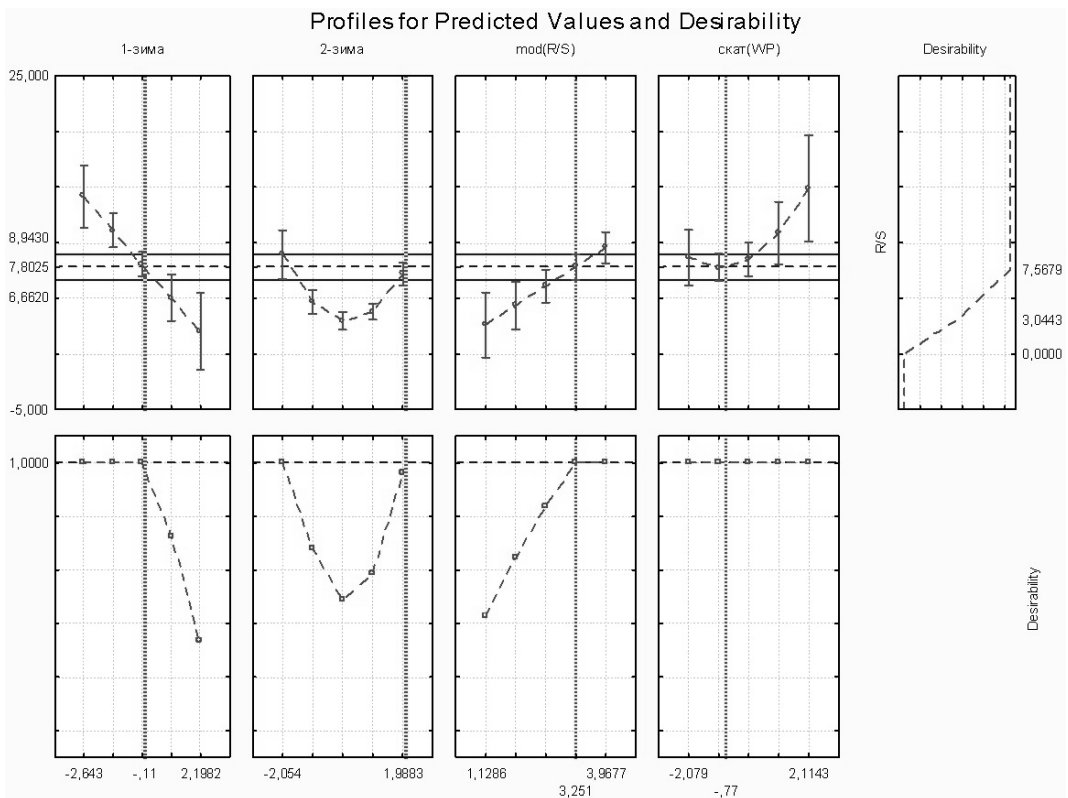 Profiles for Predicted Values and Desirability
1-зима
2-зима
mod(R/S)
скат(WP)
Desirability
25,000
8,9430
7,8025
6,6620
-5,000
R/S
7,5679
3,0443
0,0000
1,0000
Desirability
-2,643
-,11
2,1982
-2,054
1,9883
1,1286
3,251
3,9677
-2,079
-,77
2,1143